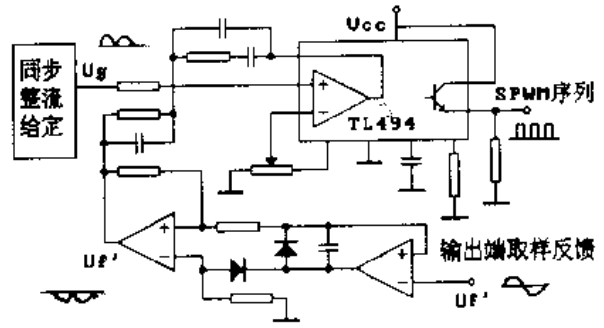 Vcc
同步
整流
给定
Ug
+
-
TL494
SPWM序列
+
-
Uf'
+
-
输出端取样反馈
Uf'